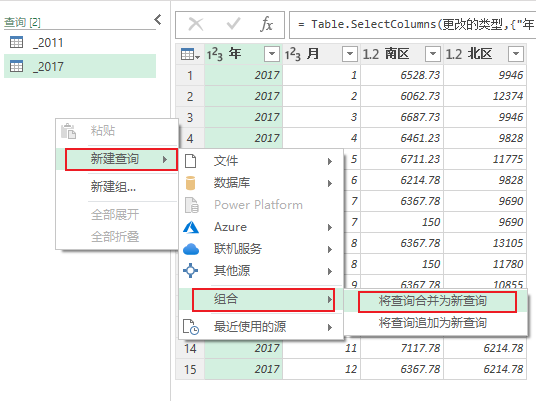 查询 [2]
_2011
_2017
= Table.SelectColumns(更改的类型,{"年
1²3 年 1²3 月 1.2 南区 1.2 北区
1 2017 1 6528.73 9946
2 2017 2 6062.73 12374
3 2017 3 6687.73 9946
4 2017 4 6461.23 9828
5 6711.23 11775
6 6214.78 9828
7 6367.78 9690
7 150 9690
8 6367.78 13105
8 150 11780
9 6367.78 10855
14 2017 11 7117.78 6214.78
15 2017 12 6367.78 6214.78
粘贴
新建查询
新建组...
全部展开
全部折叠
文件
数据库
Power Platform
Azure
联机服务
其他源
组合
最近使用的源
将查询合并为新查询
将查询追加为新查询